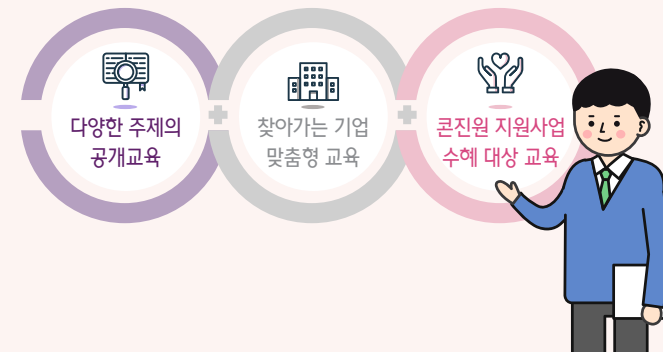 다양한 주제의
공개교육
찾아가는 기업
맞춤형 교육
콘진원 지원사업
수혜 대상 교육